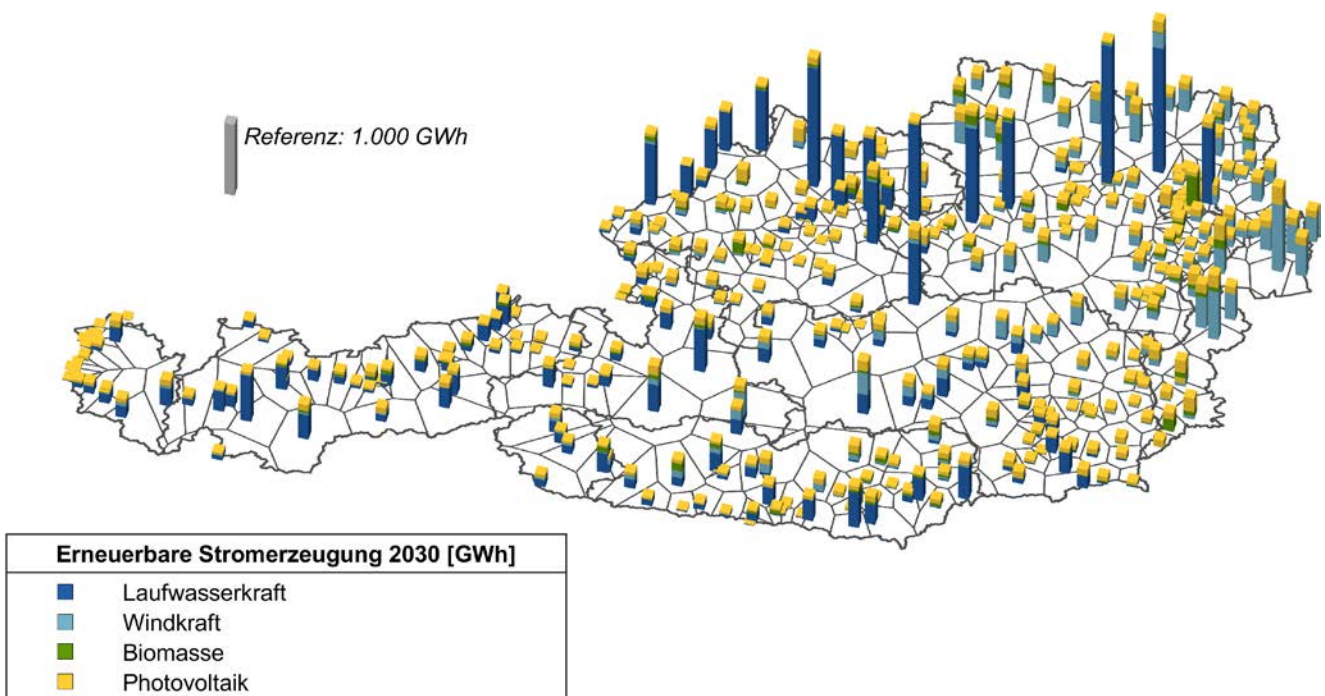 Referenz: 1.000 GWh
Erneuerbare Stromerzeugung 2030 [GWh]
Laufwasserkraft
Windkraft
Biomasse
Photovoltaik